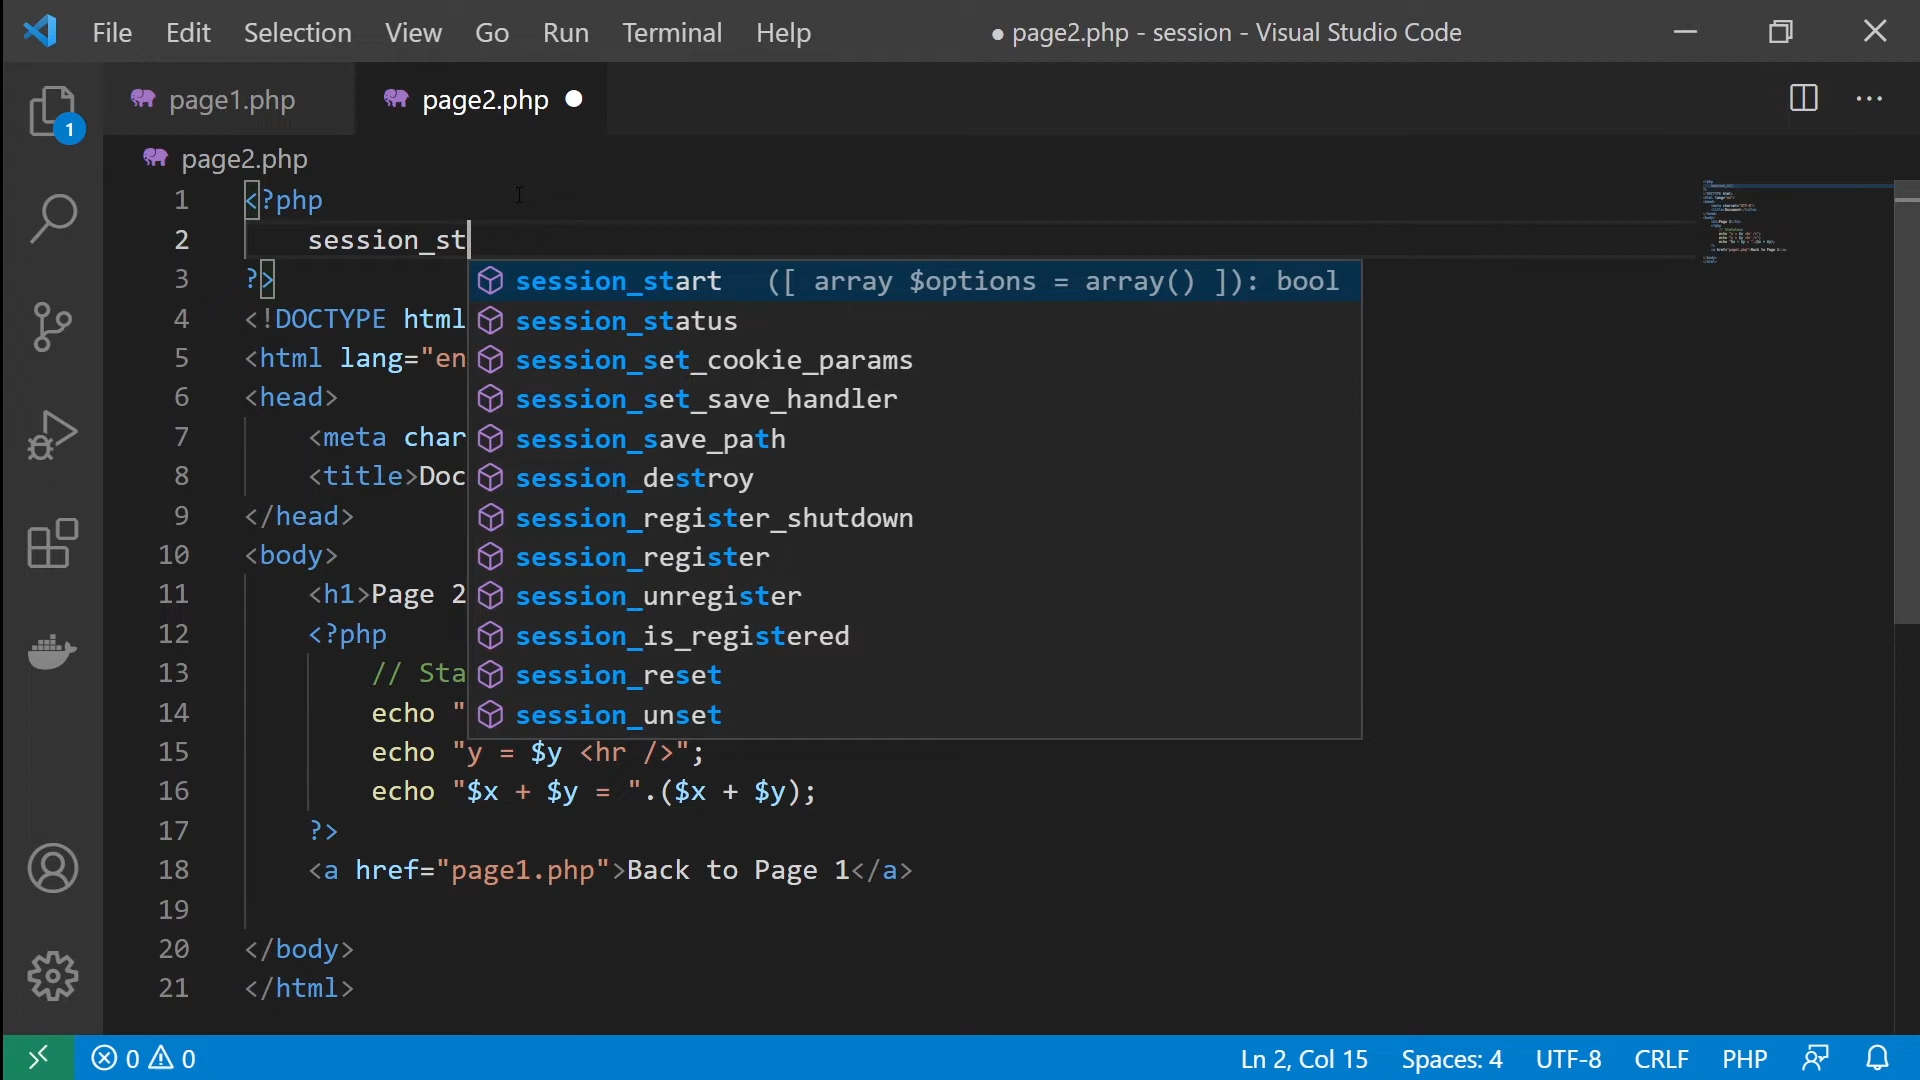 File Edit Selection View Go Run Terminal Help ● page2.php - session - Visual Studio Code
page1.php page2.php ●
1
page2.php
1 <?php
2 session_st
3 ?>
4 <!DOCTYPE html
5 <html lang="en
6 <head>
7 <meta char
8 <title>Doc
9 </head>
10 <body>
11 <h1>Page 2
12 <?php
13 // Sta
14 echo "
15 echo "y = $y <hr />";
16 echo "$x + $y = ".($x + $y);
17 ?>
18 <a href="page1.php">Back to Page 1</a>
19
20 </body>
21 </html>
session_start ([ array $options = array() ]): bool
session_status
session_set_cookie_params
session_set_save_handler
session_save_path
session_destroy
session_register_shutdown
session_register
session_unregister
session_is_registered
session_reset
session_unset
0 0 Ln 2, Col 15 Spaces: 4 UTF-8 CRLF PHP